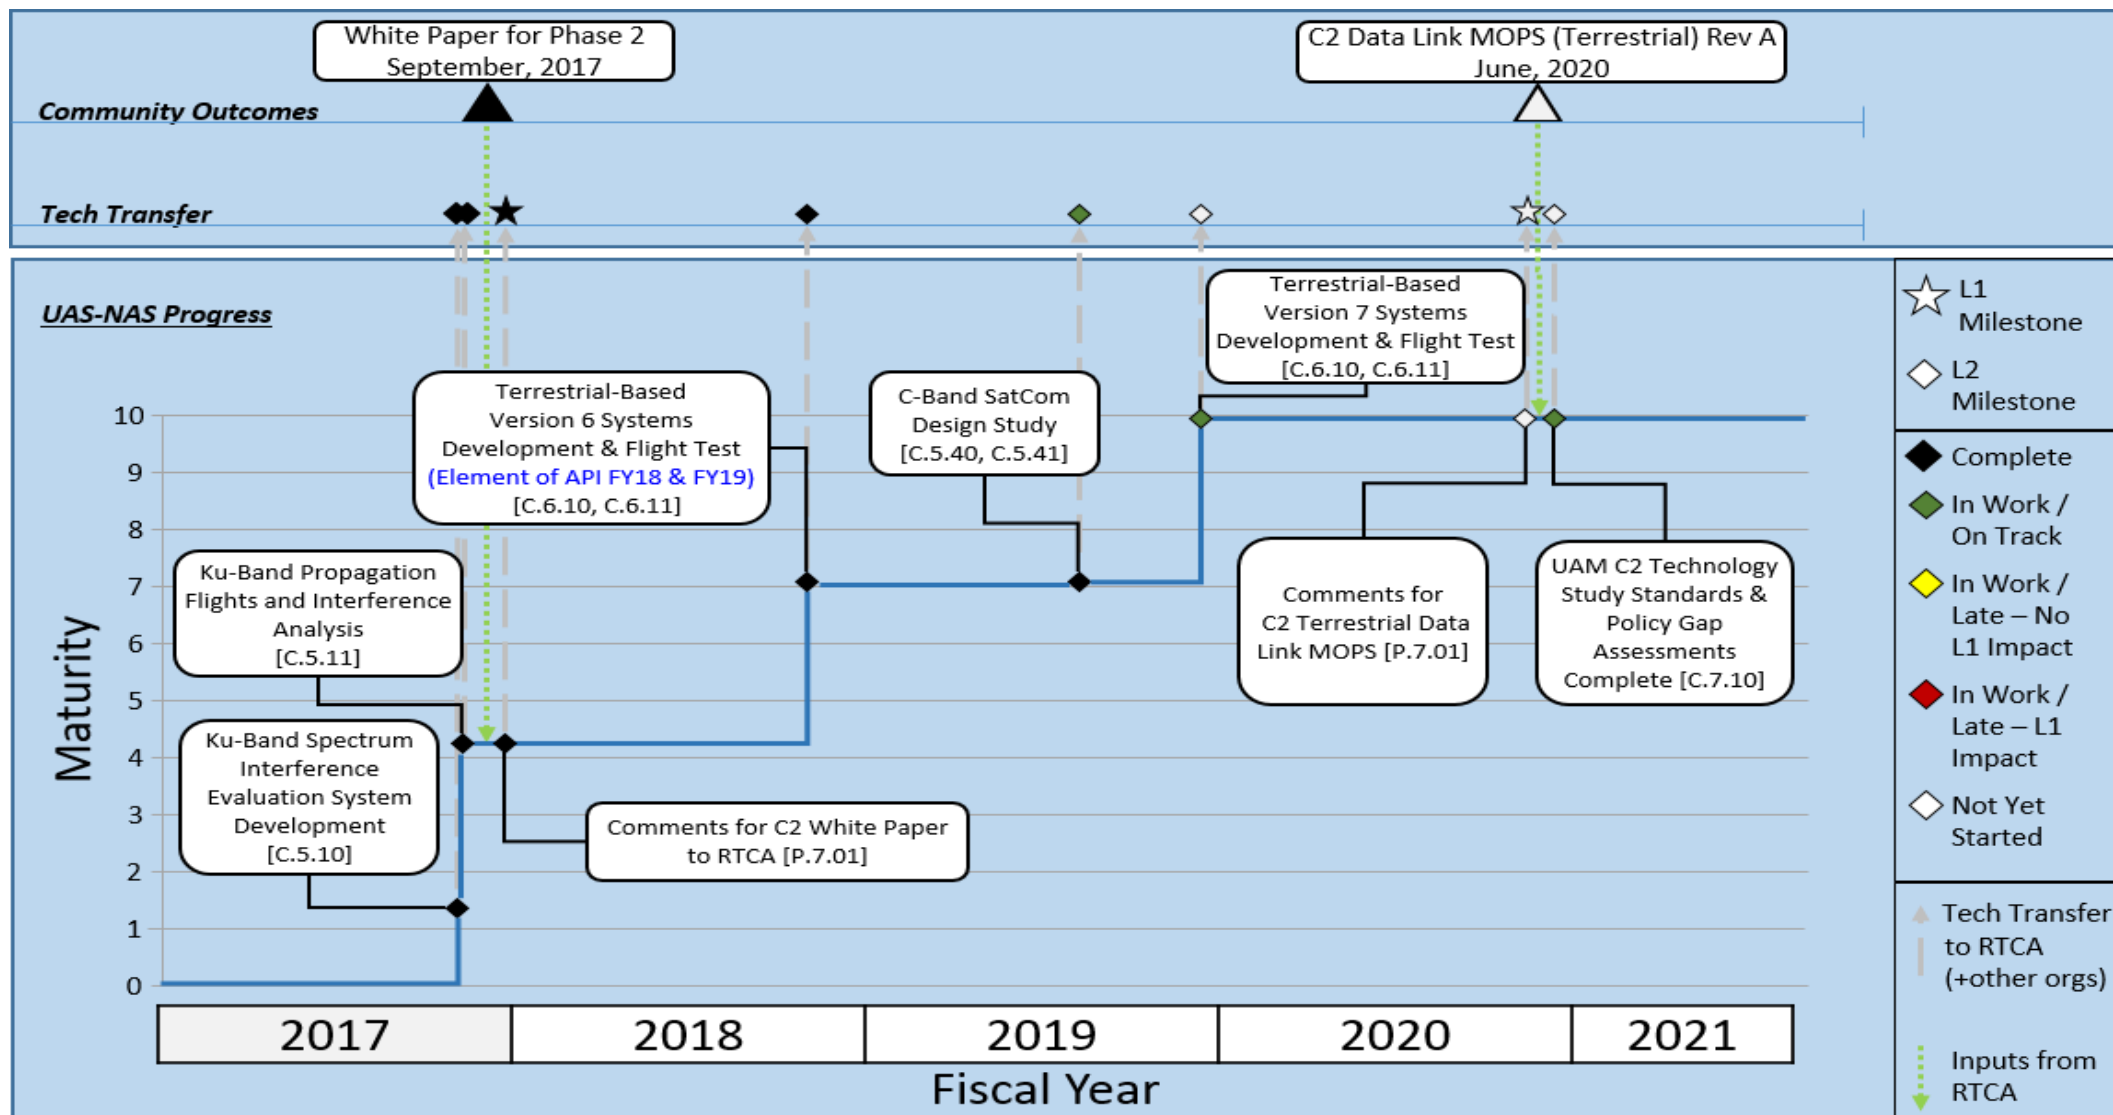 White Paper for Phase 2
September, 2017
C2 Data Link MOPS (Terrestrial) Rev A
June, 2020
Community Outcomes
Tech Transfer
UAS-NAS Progress
Terrestrial-Based
Version 7 Systems
Development & Flight Test
[C.6.10, C.6.11]
Terrestrial-Based
Version 6 Systems
Development & Flight Test
(Element of API FY18 & FY19)
[C.6.10, C.6.11]
C-Band SatCom
Design Study
[C.5.40, C.5.41]
Ku-Band Propagation
Flights and Interference
Analysis
[C.5.11]
Comments for
C2 Terrestrial Data
Link MOPS [P.7.01]
UAM C2 Technology
Study Standards &
Policy Gap
Assessments
Complete [C.7.10]
Ku-Band Spectrum
Interference
Evaluation System
Development
[C.5.10]
Comments for C2 White Paper
to RTCA [P.7.01]
Maturity
10
9
8
7
6
5
4
3
2
1
0
2017
2018
2019
2020
2021
Fiscal Year
L1
Milestone
L2
Milestone
Complete
In Work /
On Track
In Work /
Late – No
L1 Impact
In Work /
Late – L1
Impact
Not Yet
Started
Tech Transfer
to RTCA
(+other orgs)
Inputs from
RTCA